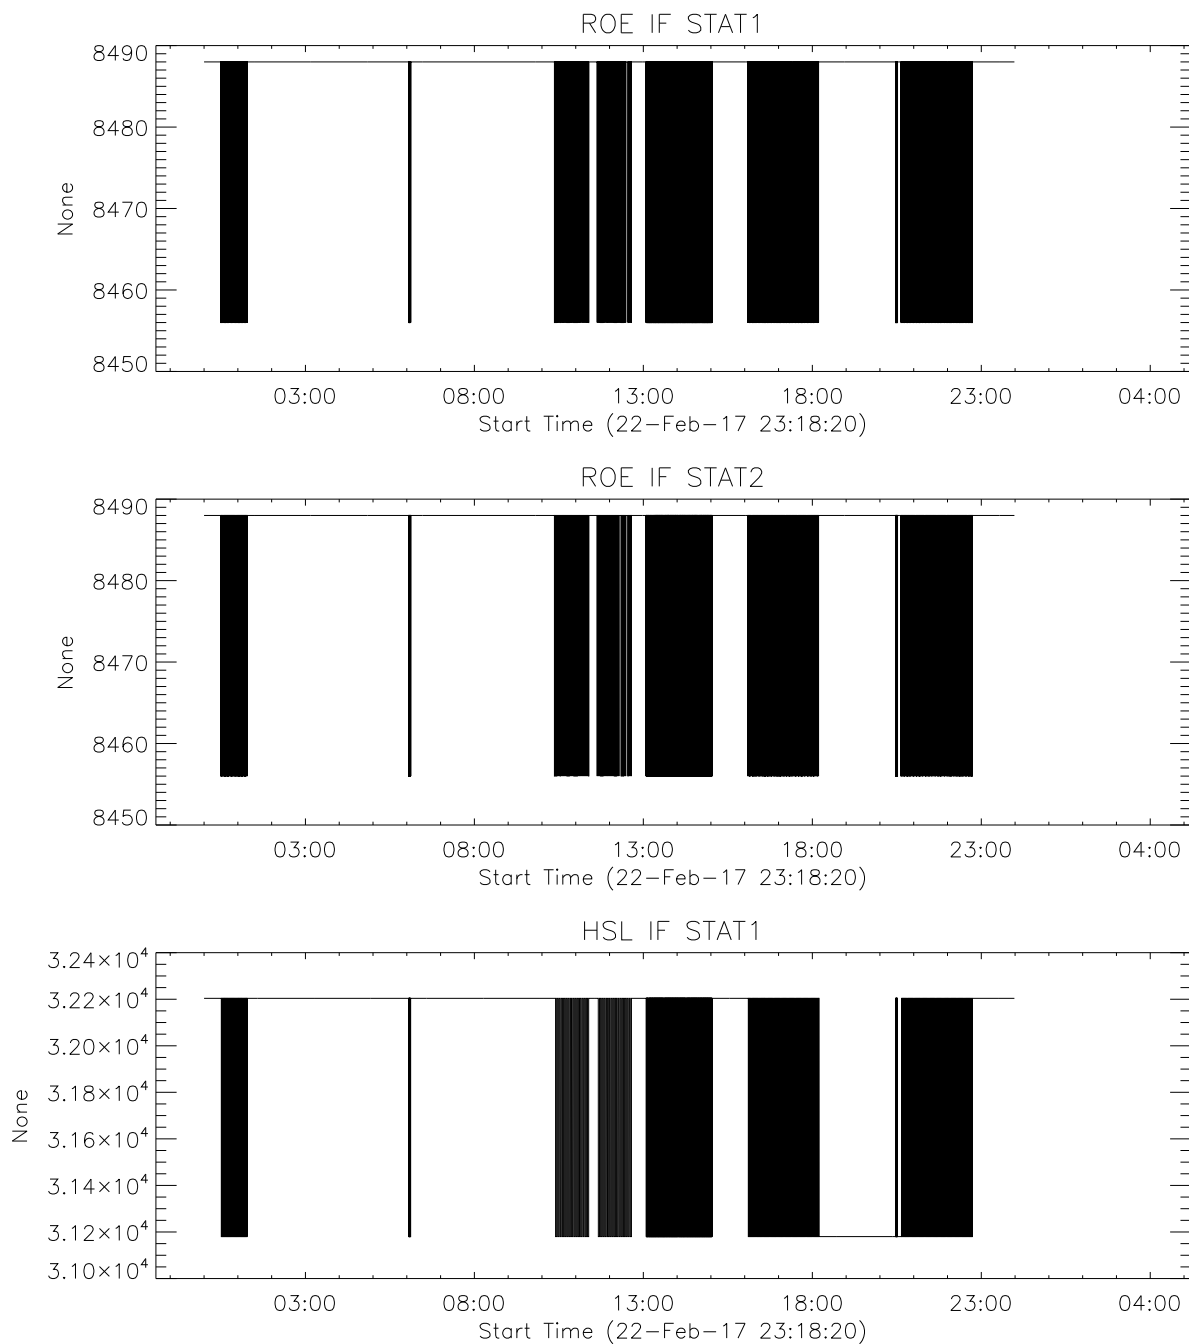 ROE IF STAT1
8490
8480
8470
8460
8450
None
03:00 08:00 13:00 18:00 23:00 04:00
Start Time (22-Feb-17 23:18:20)
ROE IF STAT2
8490
8480
8470
8460
8450
None
03:00 08:00 13:00 18:00 23:00 04:00
Start Time (22-Feb-17 23:18:20)
HSL IF STAT1
3.24×10⁴
3.22×10⁴
3.20×10⁴
3.18×10⁴
3.16×10⁴
3.14×10⁴
3.12×10⁴
3.10×10⁴
None
03:00 08:00 13:00 18:00 23:00 04:00
Start Time (22-Feb-17 23:18:20)